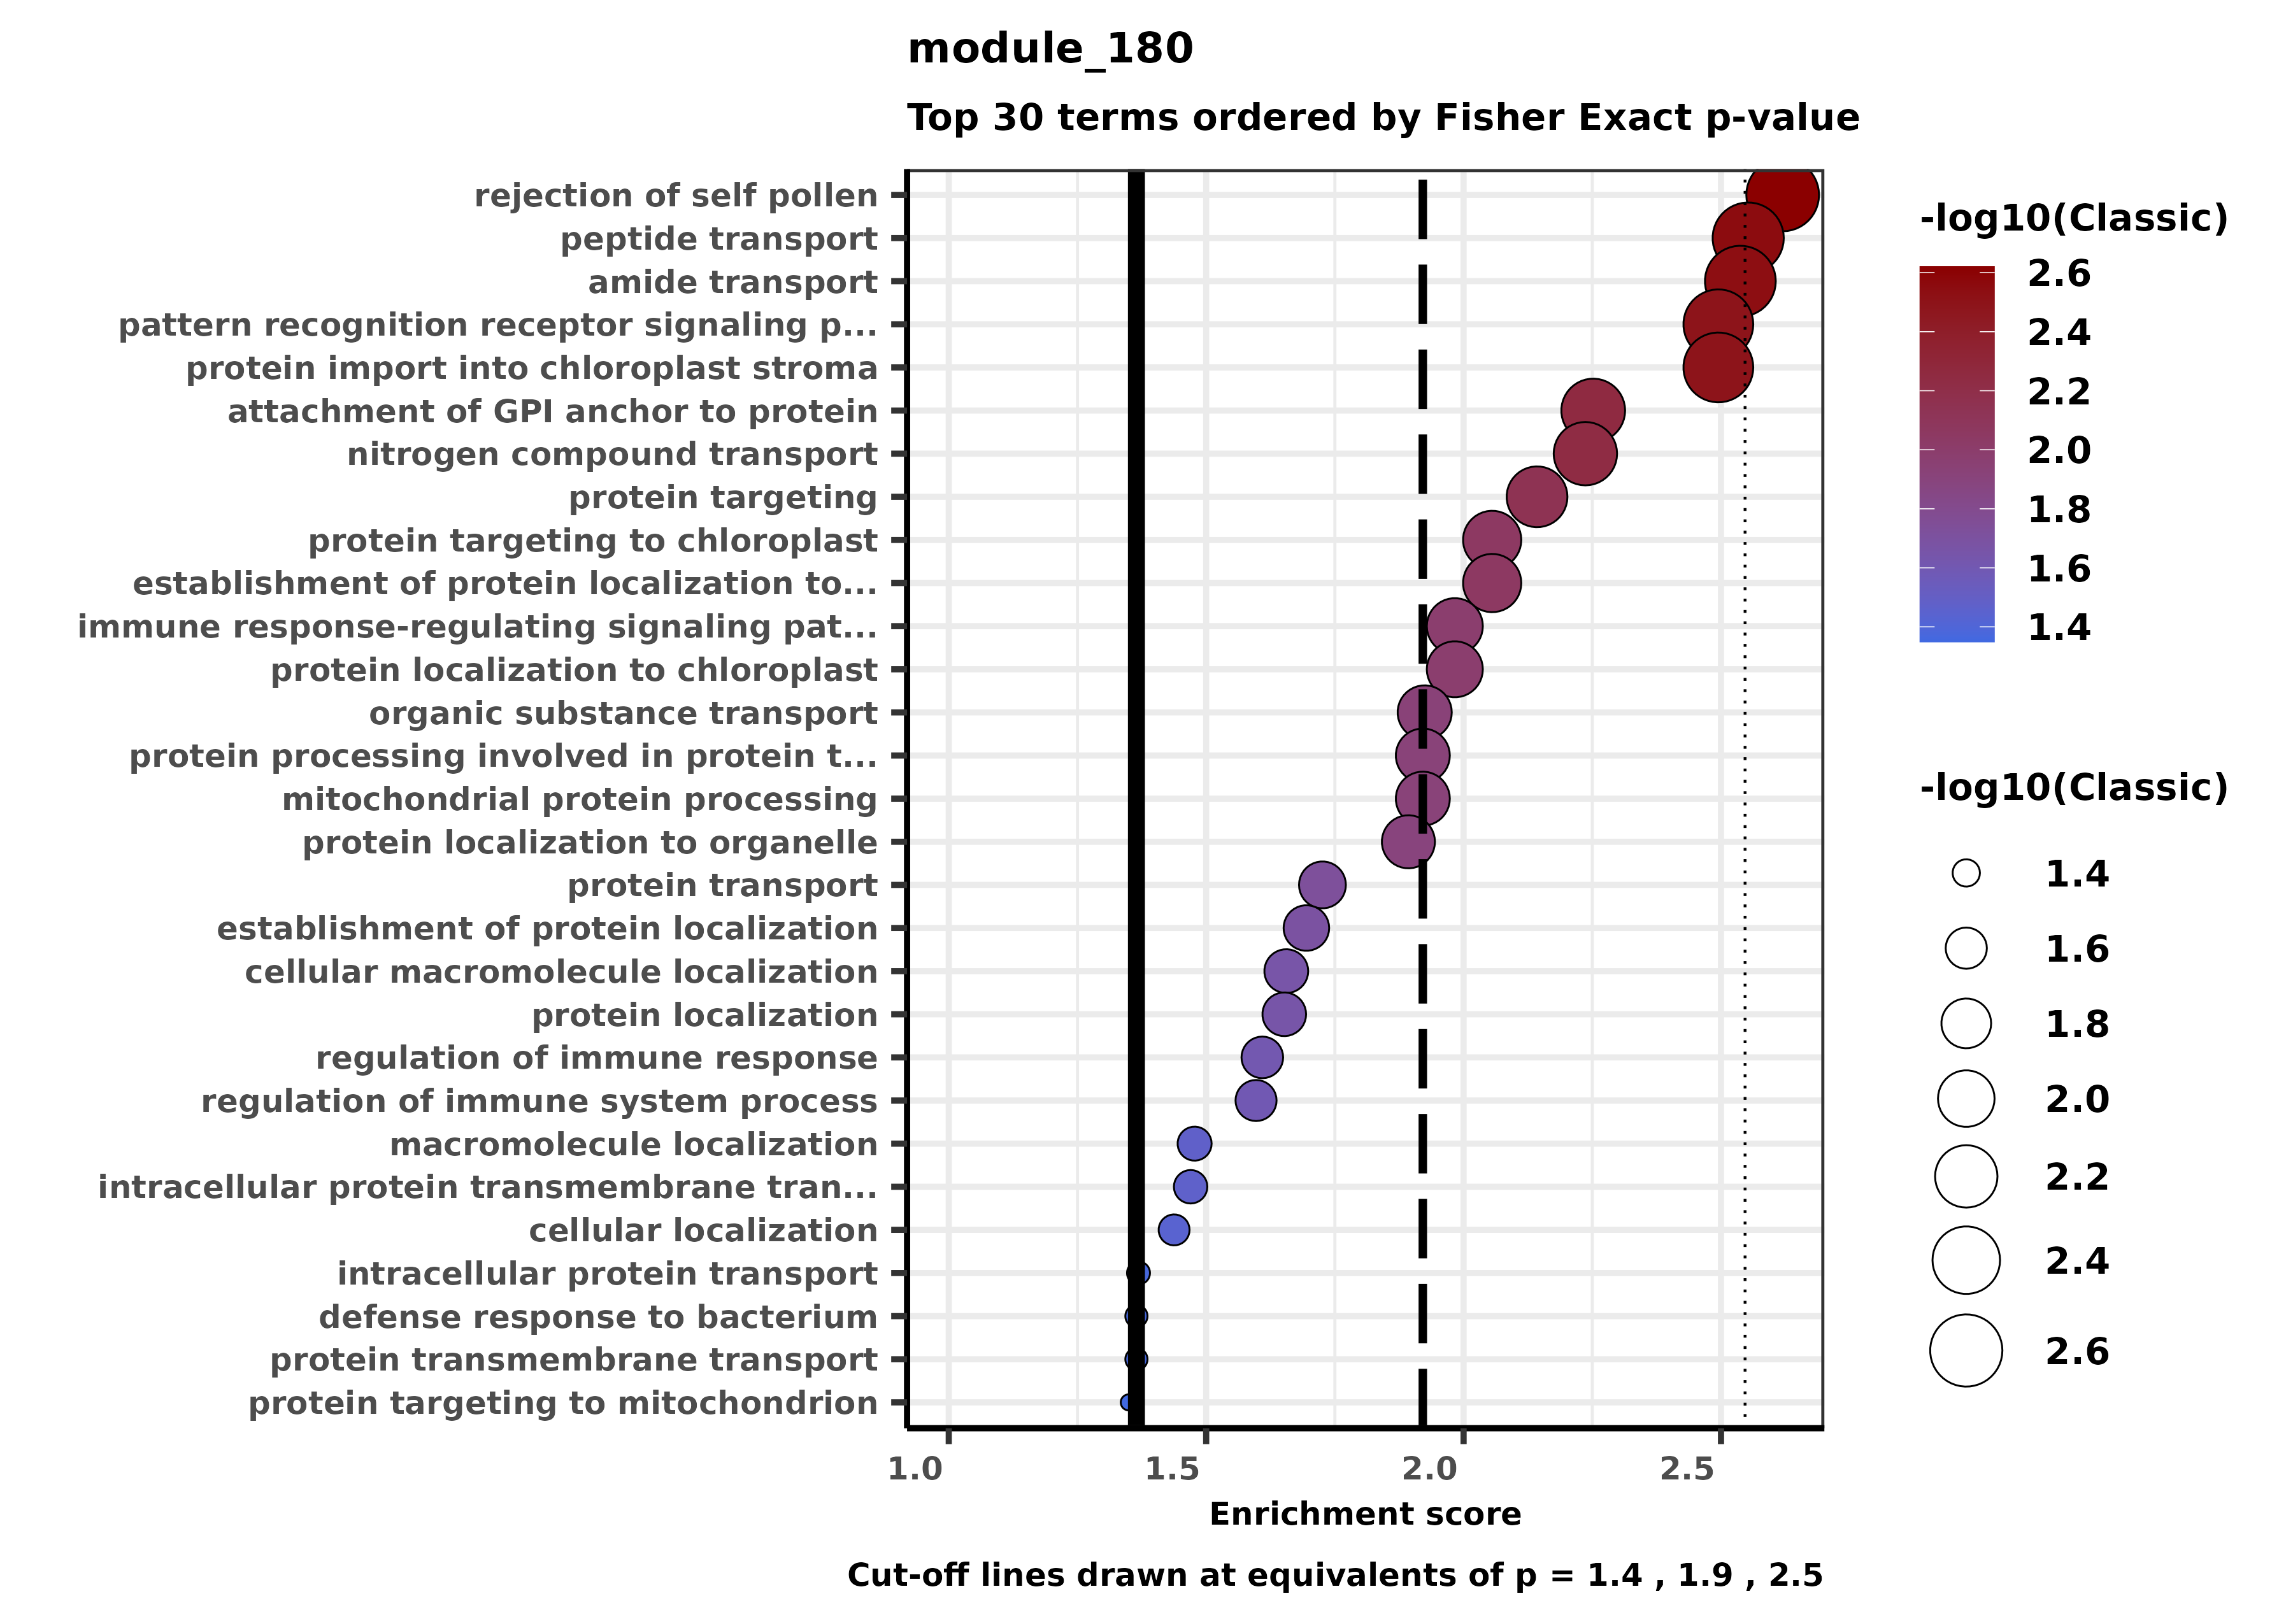 module_180
Top 30 terms ordered by Fisher Exact p-value
rejection of self pollen
peptide transport
amide transport
pattern recognition receptor signaling p...
protein import into chloroplast stroma
attachment of GPI anchor to protein
nitrogen compound transport
protein targeting
protein targeting to chloroplast
establishment of protein localization to...
immune response-regulating signaling pat...
protein localization to chloroplast
organic substance transport
protein processing involved in protein t...
mitochondrial protein processing
protein localization to organelle
protein transport
establishment of protein localization
cellular macromolecule localization
protein localization
regulation of immune response
regulation of immune system process
macromolecule localization
intracellular protein transmembrane tran...
cellular localization
intracellular protein transport
defense response to bacterium
protein transmembrane transport
protein targeting to mitochondrion
1.0 1.5 2.0 2.5
Enrichment score
Cut-off lines drawn at equivalents of p = 1.4 , 1.9 , 2.5
-log10(Classic)
2.6
2.4
2.2
2.0
1.8
1.6
1.4
-log10(Classic)
1.4
1.6
1.8
2.0
2.2
2.4
2.6